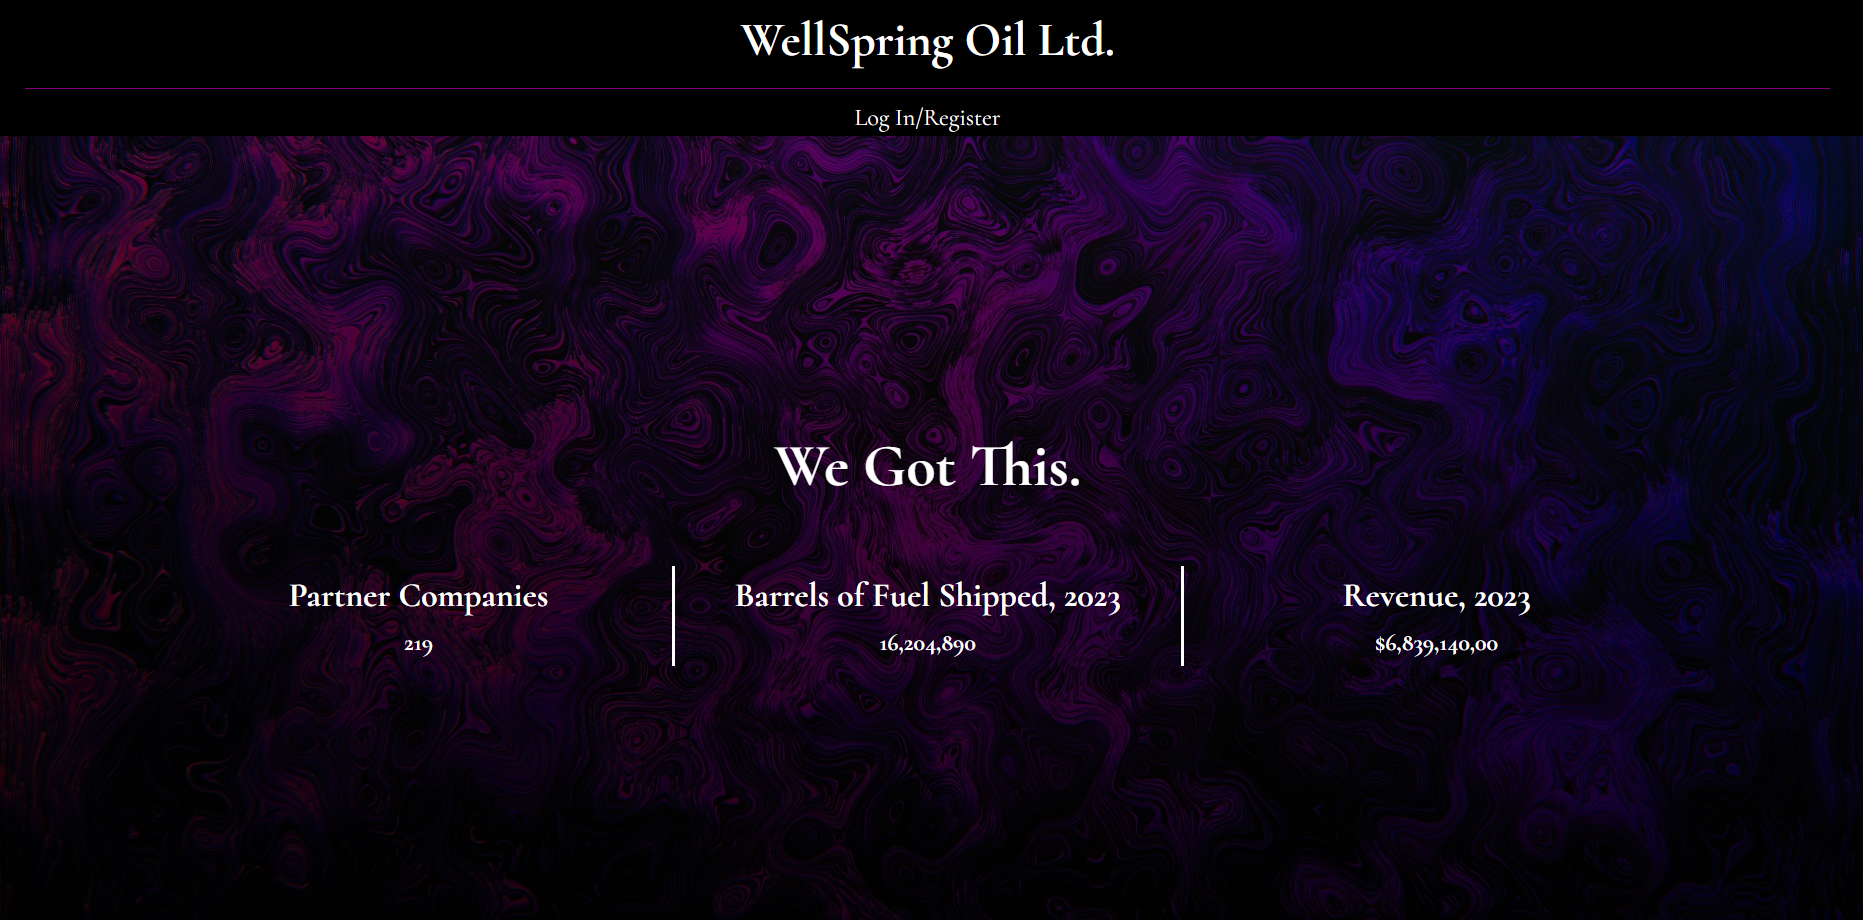 WellSpring Oil Ltd.
Log In/Register
We Got This.
Partner Companies
219
Barrels of Fuel Shipped, 2023
16,204,890
Revenue, 2023
$6,839,140,00